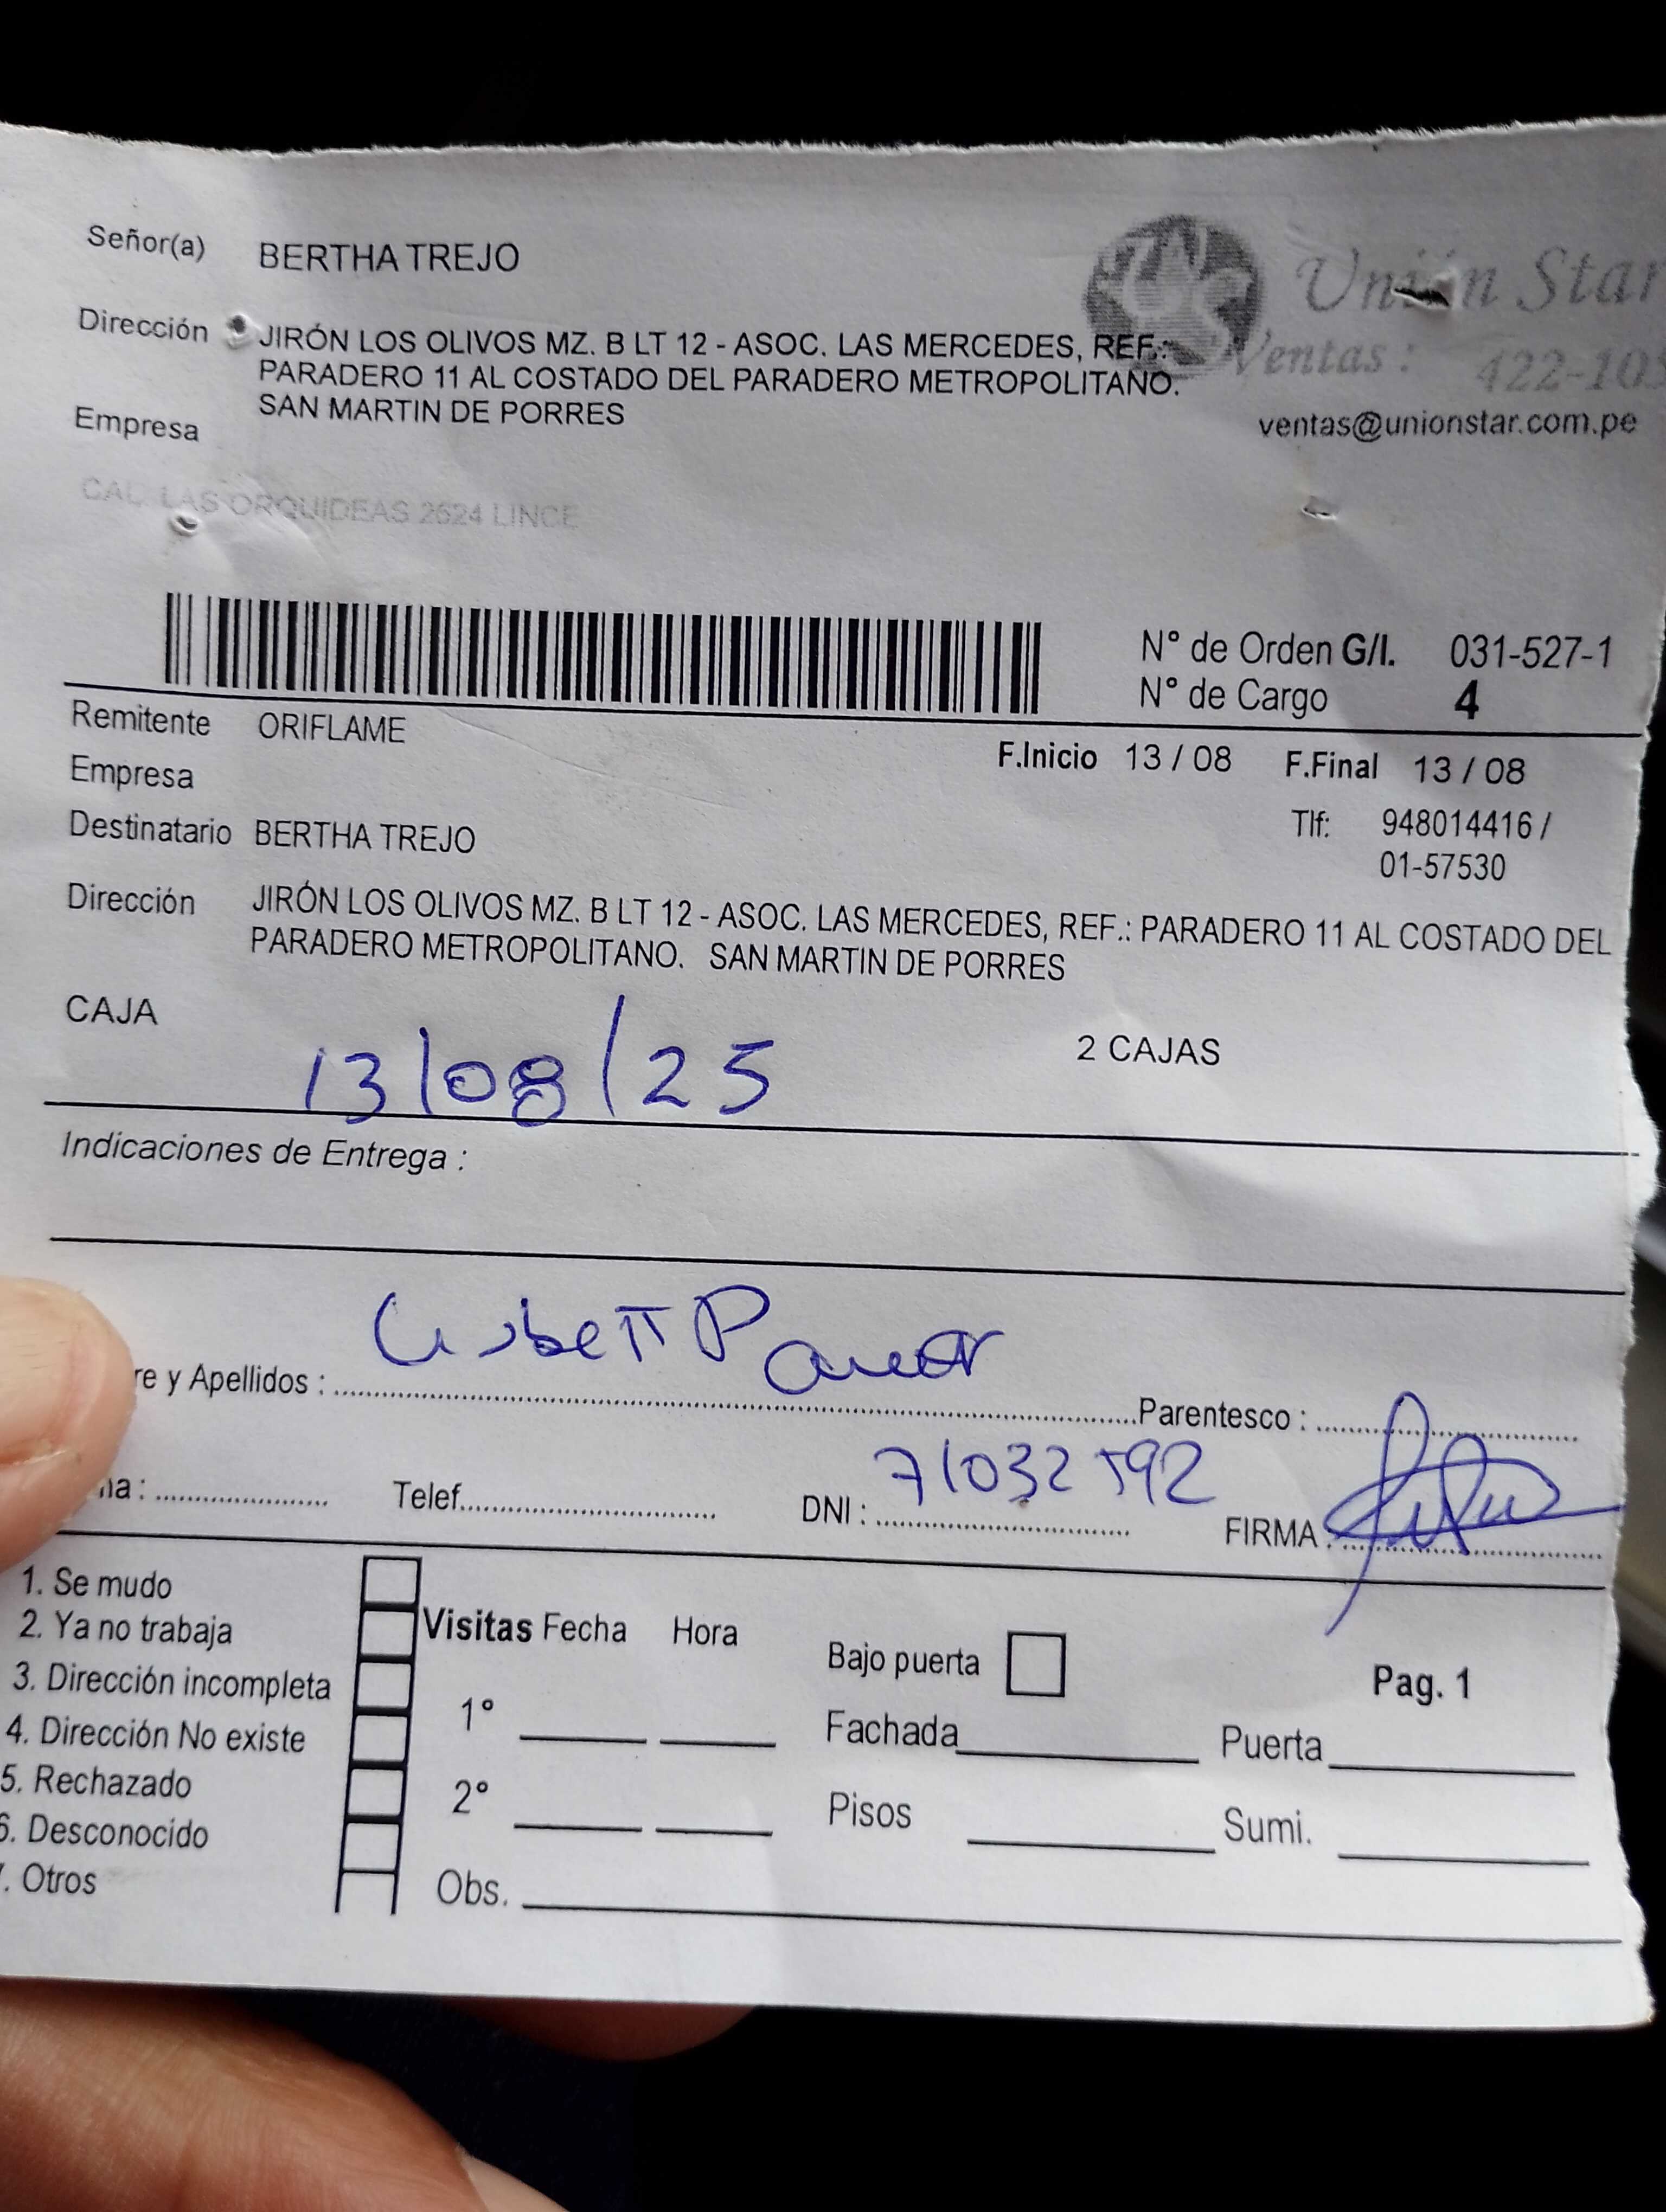 Señor(a) BERTHA TREJO
Unión Star
Dirección JIRÓN LOS OLIVOS MZ. B LT 12 - ASOC. LAS MERCEDES, REF.:
PARADERO 11 AL COSTADO DEL PARADERO METROPOLITANO.
SAN MARTIN DE PORRES
Ventas : 422-105
Empresa
ventas@unionstar.com.pe
LAS ORQUIDEAS 2624 LINCE
N° de Orden G/I. 031-527-1
N° de Cargo 4
Remitente ORIFLAME
F.Inicio 13 / 08 F.Final 13 / 08
Empresa
Destinatario BERTHA TREJO
Tlf: 948014416 /
01-57530
Dirección JIRÓN LOS OLIVOS MZ. B LT 12 - ASOC. LAS MERCEDES, REF.: PARADERO 11 AL COSTADO DEL
PARADERO METROPOLITANO. SAN MARTIN DE PORRES
CAJA
2 CAJAS
13/08/25
Indicaciones de Entrega :
re y Apellidos :
Parentesco :
na : Telef. DNI : 71032592 FIRMA :
1. Se mudo
2. Ya no trabaja
3. Dirección incompleta
4. Dirección No existe
5. Rechazado
6. Desconocido
. Otros
Visitas Fecha Hora
1°
2°
Obs.
Bajo puerta
Pag. 1
Fachada Puerta
Pisos Sumi.